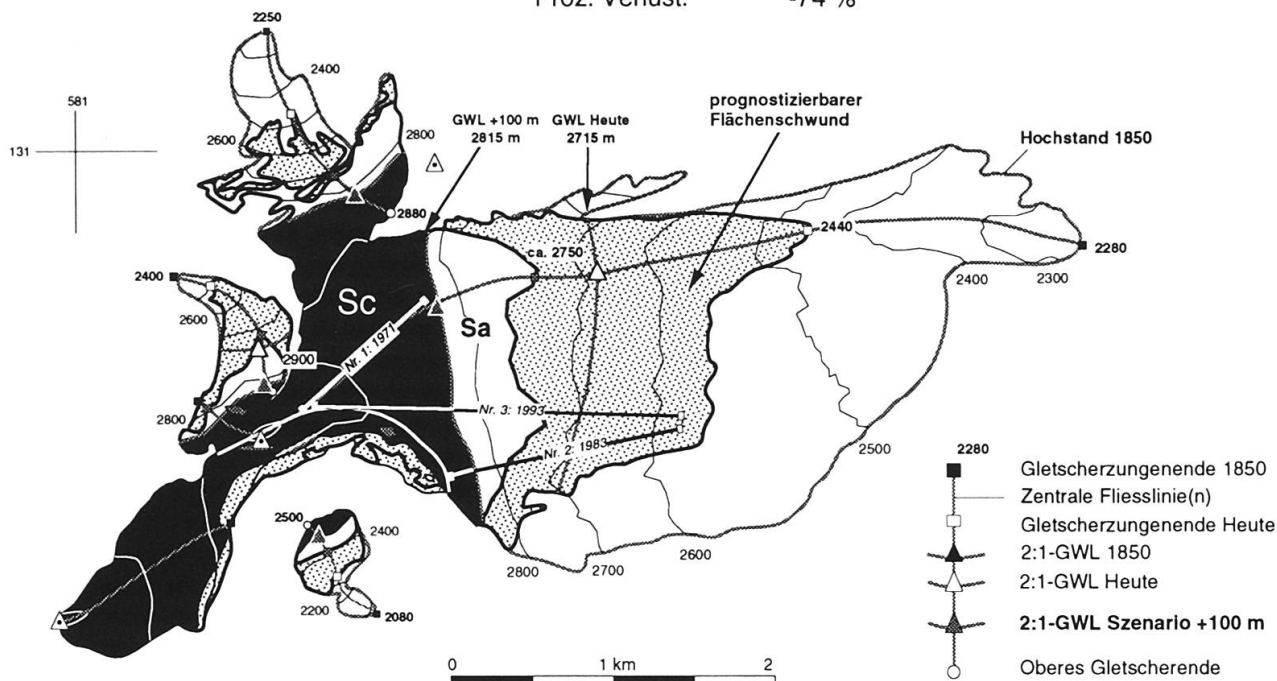 Proz. Verlust: -74 %
2250
2400
581
131
2600
2800
GWL +100 m
2815 m
GWL Heute
2715 m
prognostizierbarer
Flächenschwund
Hochstand 1850
2880
2440
2280
ca. 2750
2400
2300
2400
2600
Sc
Sa
Nr. 1: 1971
2900
2800
Nr. 3: 1993
Nr. 2: 1983
2500
2600
2700
2800
2500
2400
2200
2080
2280
Gletscherzungenende 1850
Zentrale Fliesslinie(n)
Gletscherzungenende Heute
2:1-GWL 1850
2:1-GWL Heute
2:1-GWL Szenario +100 m
Oberes Gletscherende
0 1 km 2